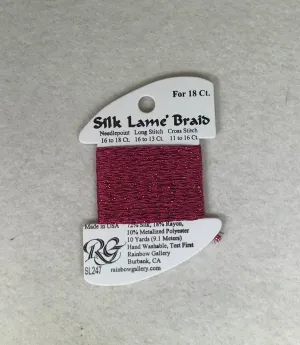 For 18 Ct.
Silk Lamé Braid
Needlepoint Long Stitch Cross Stitch
16 to 18 Ct. 16 to 13 Ct. 11 to 16 Ct.
Made in USA
72% Silk, 18% Rayon,
10% Metalized Polyester
10 Yards (9.1 Meters)
Hand Washable, Test First
Rainbow Gallery
Burbank, CA
rainbowgallery.com
RG
SL247